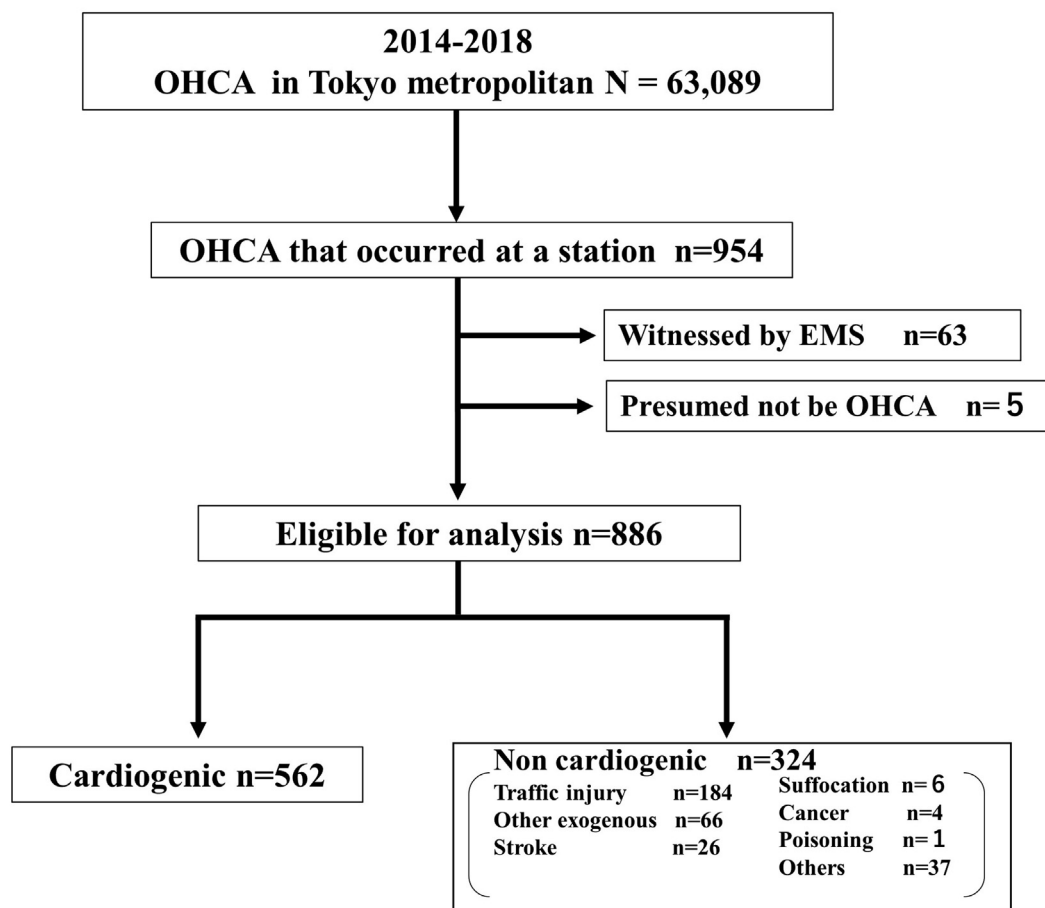 2014-2018
OHCA in Tokyo metropolitan N = 63,089
OHCA that occurred at a station n=954
Witnessed by EMS n=63
Presumed not be OHCA n= 5
Eligible for analysis n=886
Cardiogenic n=562
Non cardiogenic n=324
Traffic injury n=184
Other exogenous n=66
Stroke n=26
Suffocation n= 6
Cancer n=4
Poisoning n= 1
Others n=37